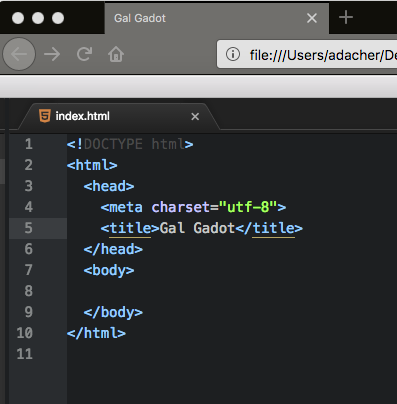 Gal Gadot
file:///Users/adacher/De
index.html
1 <!DOCTYPE html>
2 <html>
3 <head>
4 <meta charset="utf-8">
5 <title>Gal Gadot</title>
6 </head>
7 <body>
8
9 </body>
10 </html>
11